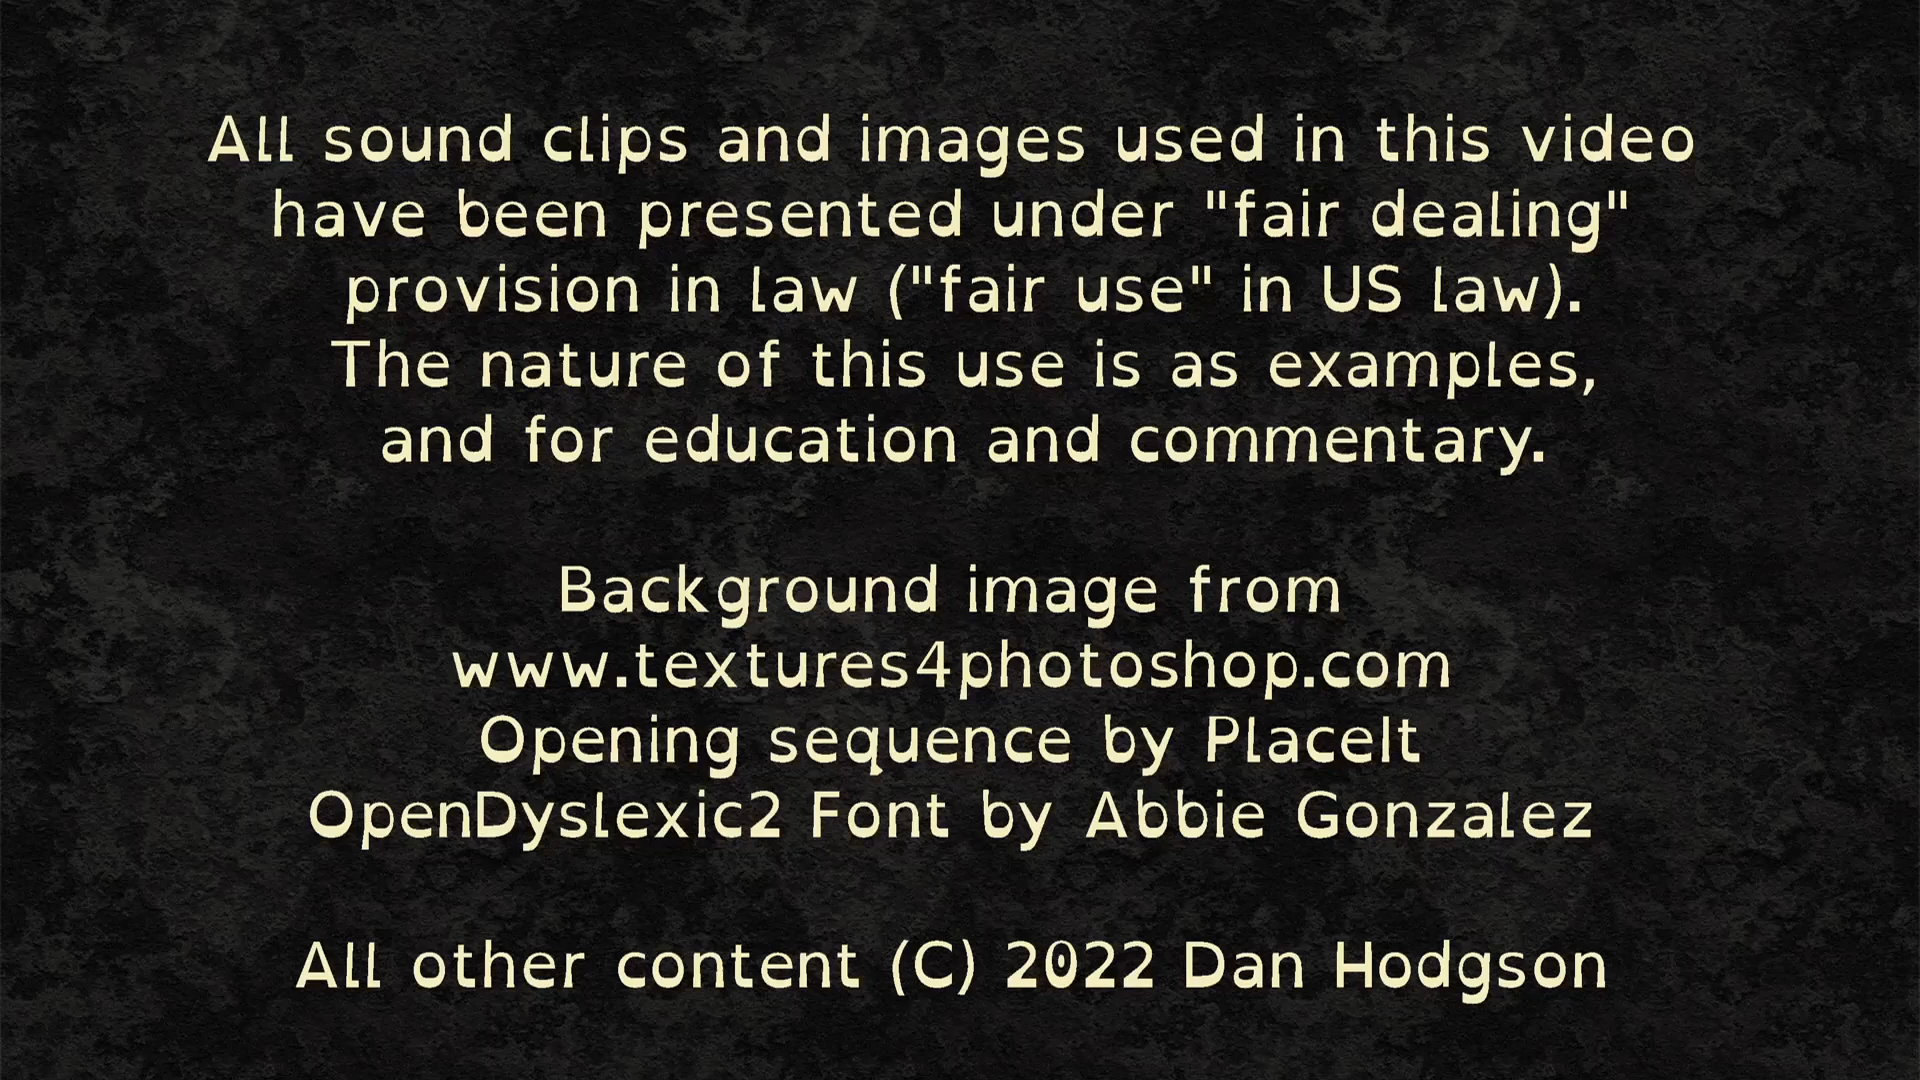 All sound clips and images used in this video
have been presented under "fair dealing"
provision in law ("fair use" in US law).
The nature of this use is as examples,
and for education and commentary.
Background image from
www.textures4photoshop.com
Opening sequence by PlaceIt
OpenDyslexic2 Font by Abbie Gonzalez
All other content (C) 2022 Dan Hodgson